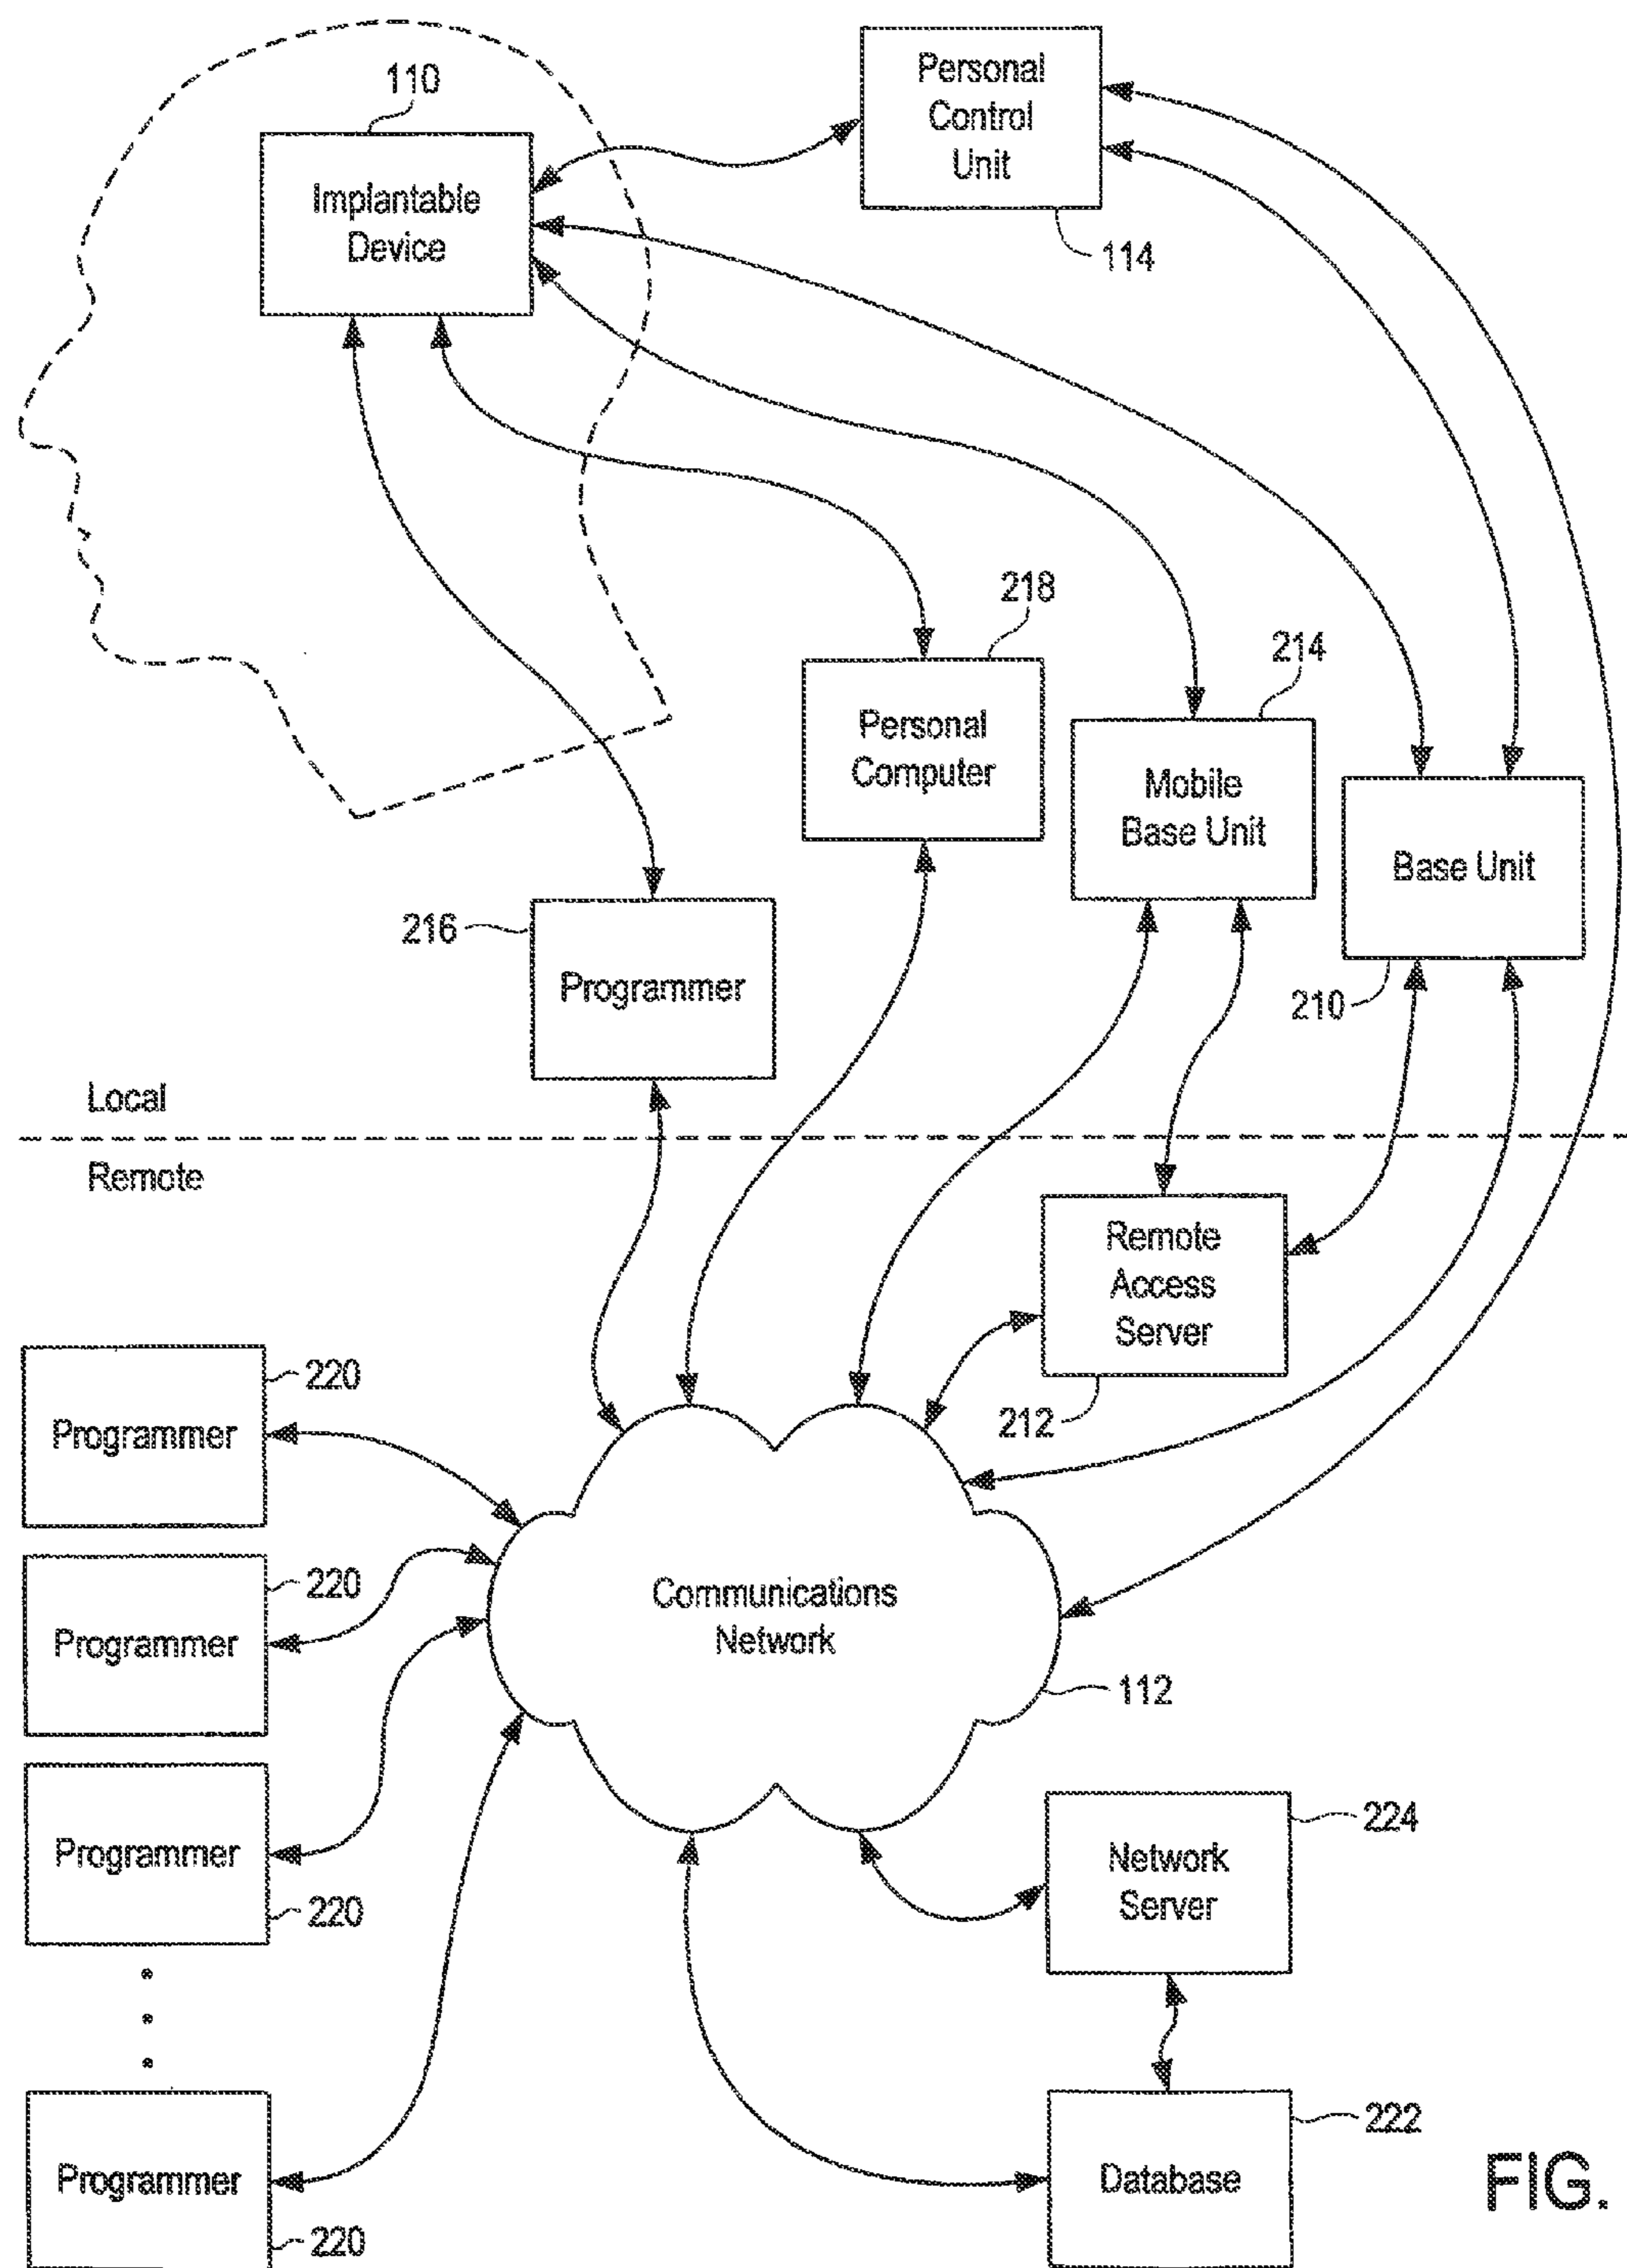 110
Implantable
Device
Personal
Control
Unit
114
218
Personal
Computer
214
Mobile
Base Unit
Base Unit
210
216
Programmer
Local
Remote
Remote
Access
Server
212
220
Programmer
220
Programmer
Programmer
220
Programmer
220
Communications
Network
112
224
Network
Server
222
Database
FIG.